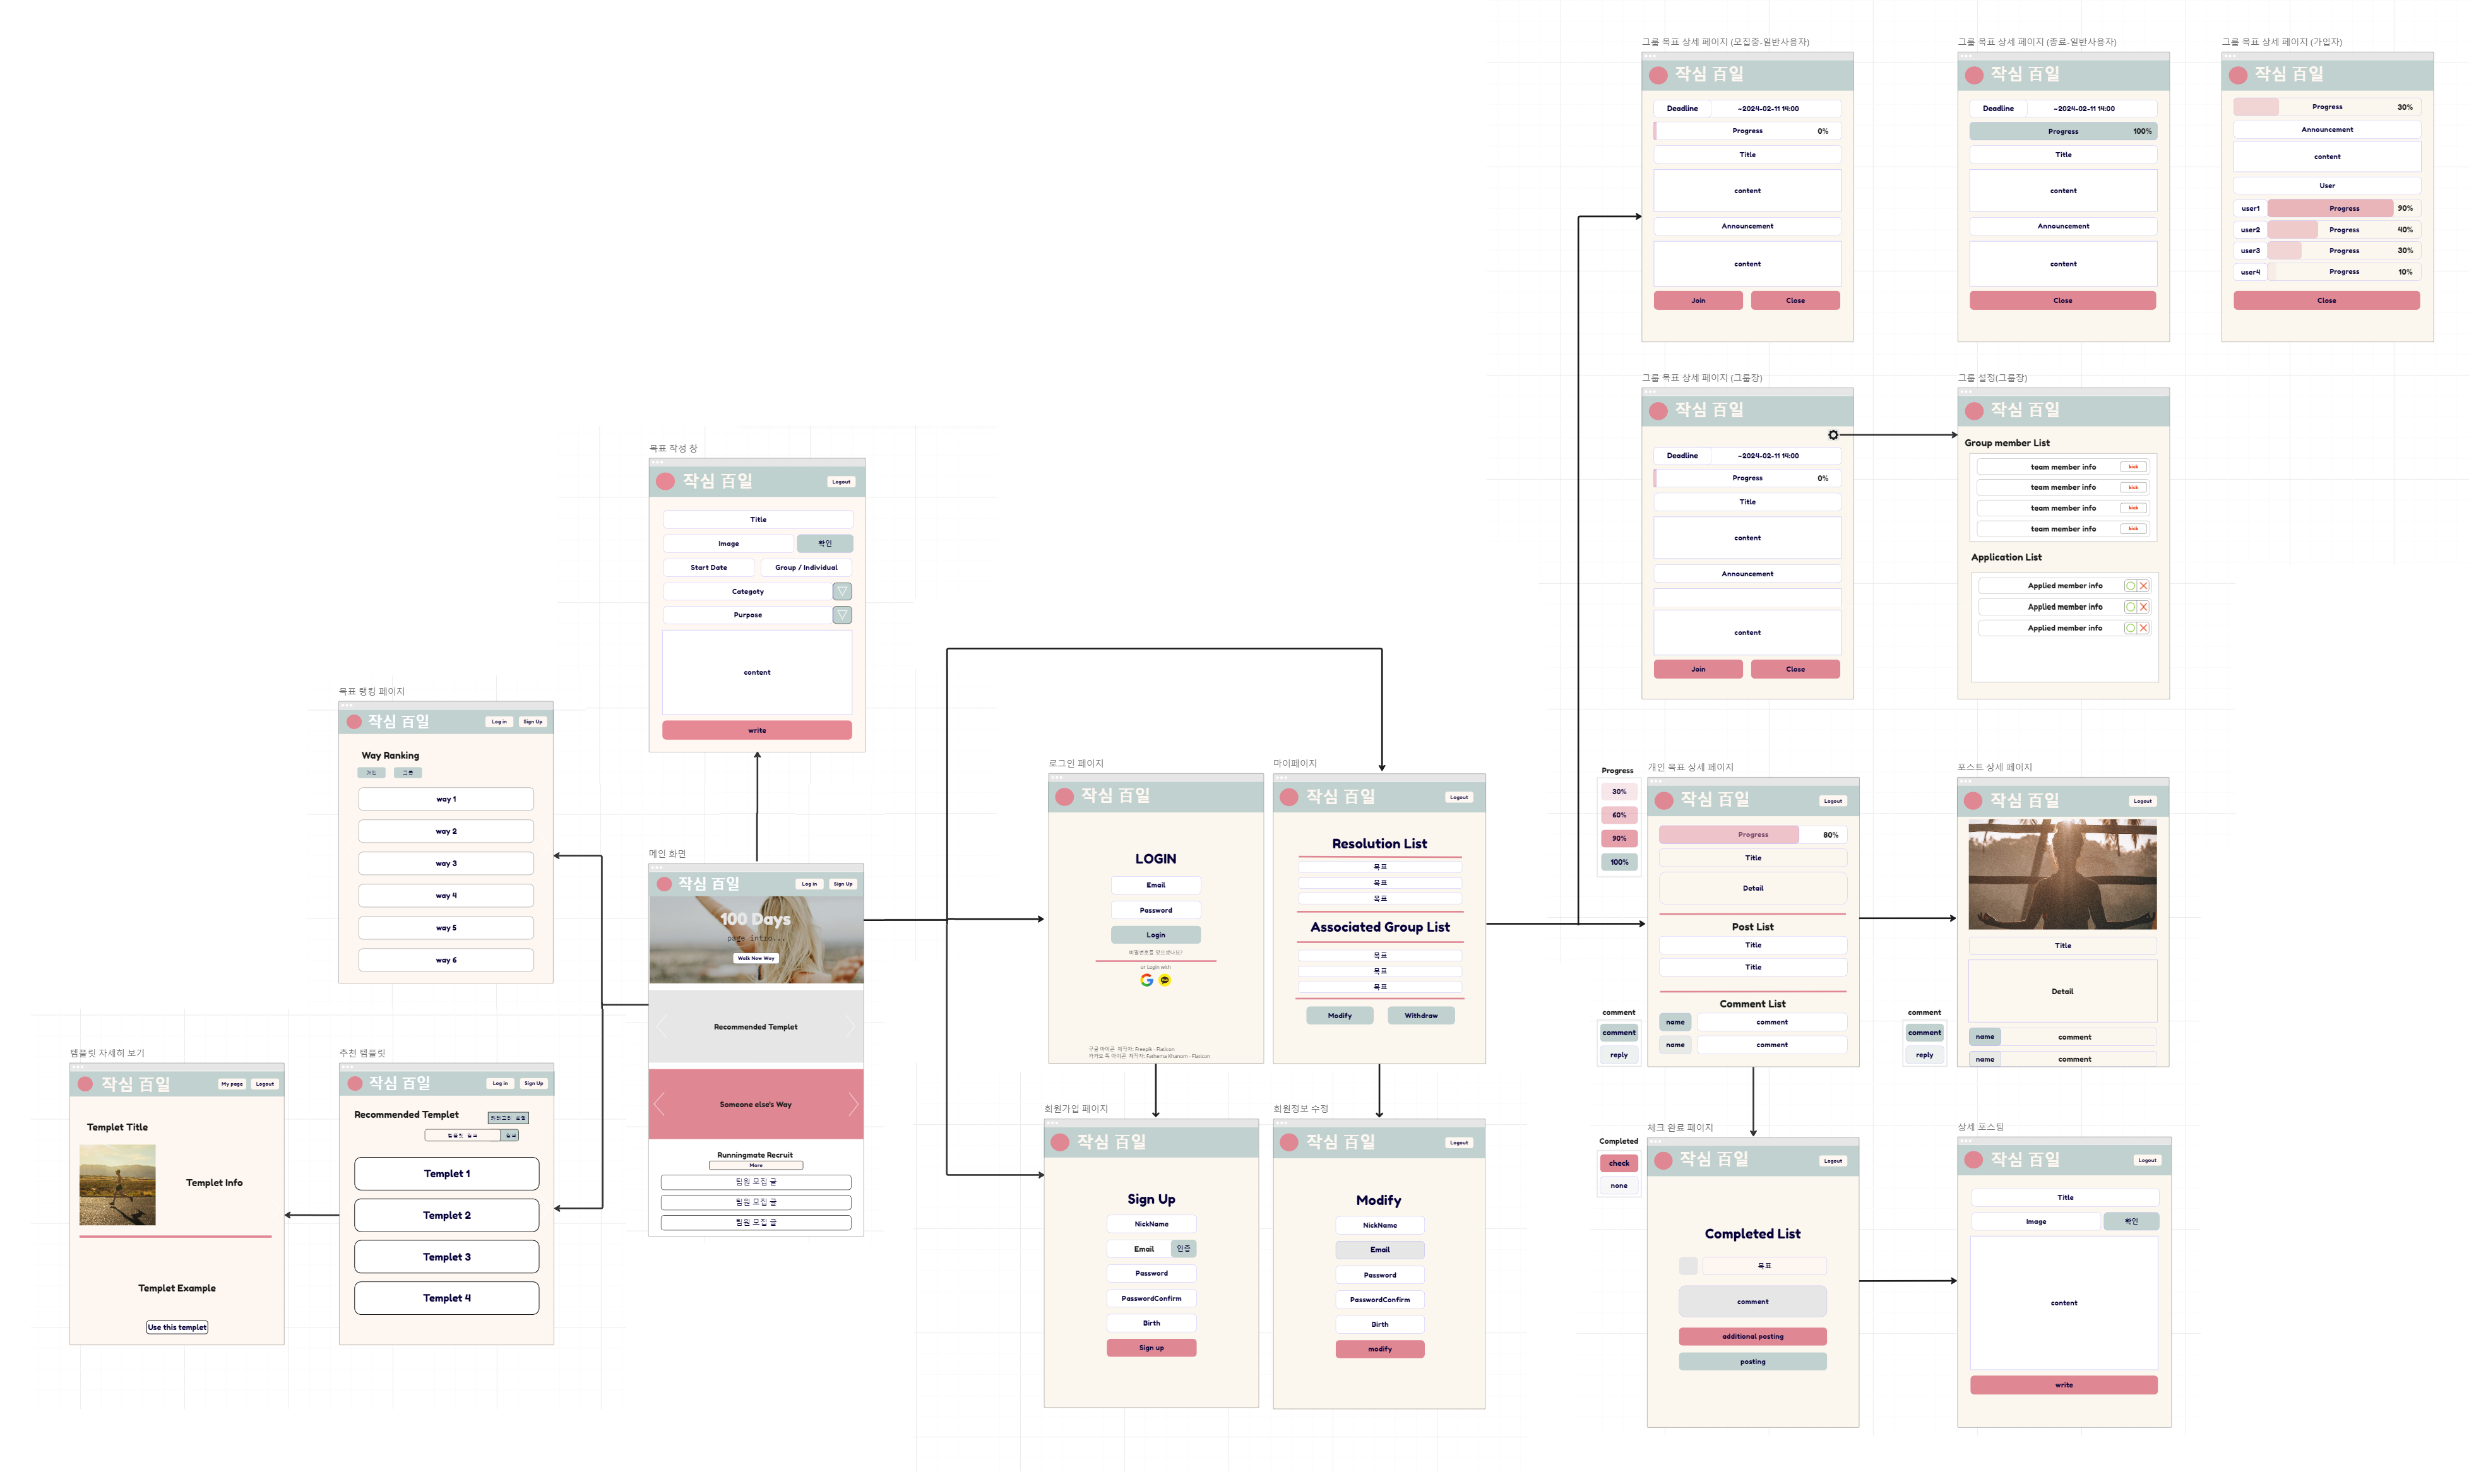 그룹 목표 상세 페이지 (모집중-일반사용자)
작심 百일
Deadline ~2024-02-11 14:00
Progress 0%
Title
content
Announcement
content
Join Close
그룹 목표 상세 페이지 (종료-일반사용자)
작심 百일
Deadline ~2024-02-11 14:00
Progress 100%
Title
content
Announcement
content
Close
그룹 목표 상세 페이지 (가입자)
작심 百일
Progress 30%
Announcement
content
User
user1 Progress 90%
user2 Progress 40%
user3 Progress 30%
user4 Progress 10%
Close
그룹 목표 상세 페이지 (그룹장)
작심 百일
Deadline ~2024-02-11 14:00
Progress 0%
Title
content
Announcement
content
Join Close
그룹 설정(그룹장)
작심 百일
Group member List
team member info kick
team member info kick
team member info kick
team member info kick
Application List
Applied member info
Applied member info
Applied member info
목표 작성 창
작심 百일 Logout
Title
Image 확인
Start Date Group / Individual
Categoty
Purpose
content
write
목표 랭킹 페이지
작심 百일 Log in Sign Up
Way Ranking
그룹
way 1
way 2
way 3
way 4
way 5
way 6
메인 화면
작심 百일 Log in Sign Up
100 Days
page intro...
Walk New Way
Recommended Templet
Someone else's Way
Runningmate Recruit
More
팀원 모집 글
팀원 모집 글
팀원 모집 글
템플릿 자세히 보기
작심 百일 My page Logout
Templet Title
Templet Info
Templet Example
Use this templet
추천 템플릿
작심 百일 Log in Sign Up
Recommended Templet
Templet 1
Templet 2
Templet 3
Templet 4
로그인 페이지
작심 百일
LOGIN
Email
Password
Login
비밀번호를 잊으셨나요?
or Login with
구글 아이콘 제작자: Freepik - Flaticon
카카오 톡 아이콘 제작자: Fathema Khanom - Flaticon
마이페이지
작심 百일 Logout
Resolution List
목표
목표
목표
Associated Group List
목표
목표
목표
Modify Withdraw
회원가입 페이지
작심 百일
Sign Up
NickName
Email 인증
Password
PasswordConfirm
Birth
Sign up
회원정보 수정
작심 百일 Logout
Modify
NickName
Email
Password
PasswordConfirm
Birth
modify
Progress
30%
60%
90%
100%
개인 목표 상세 페이지
작심 百일 Logout
Progress 80%
Title
Detail
Post List
Title
Title
Comment List
name comment
name comment
comment
comment
reply
포스트 상세 페이지
작심 百일 Logout
Title
Detail
name comment
name comment
comment
comment
reply
Completed
check
none
체크 완료 페이지
작심 百일 Logout
Completed List
목표
comment
additional posting
posting
상세 포스팅
작심 百일 Logout
Title
Image 확인
content
write